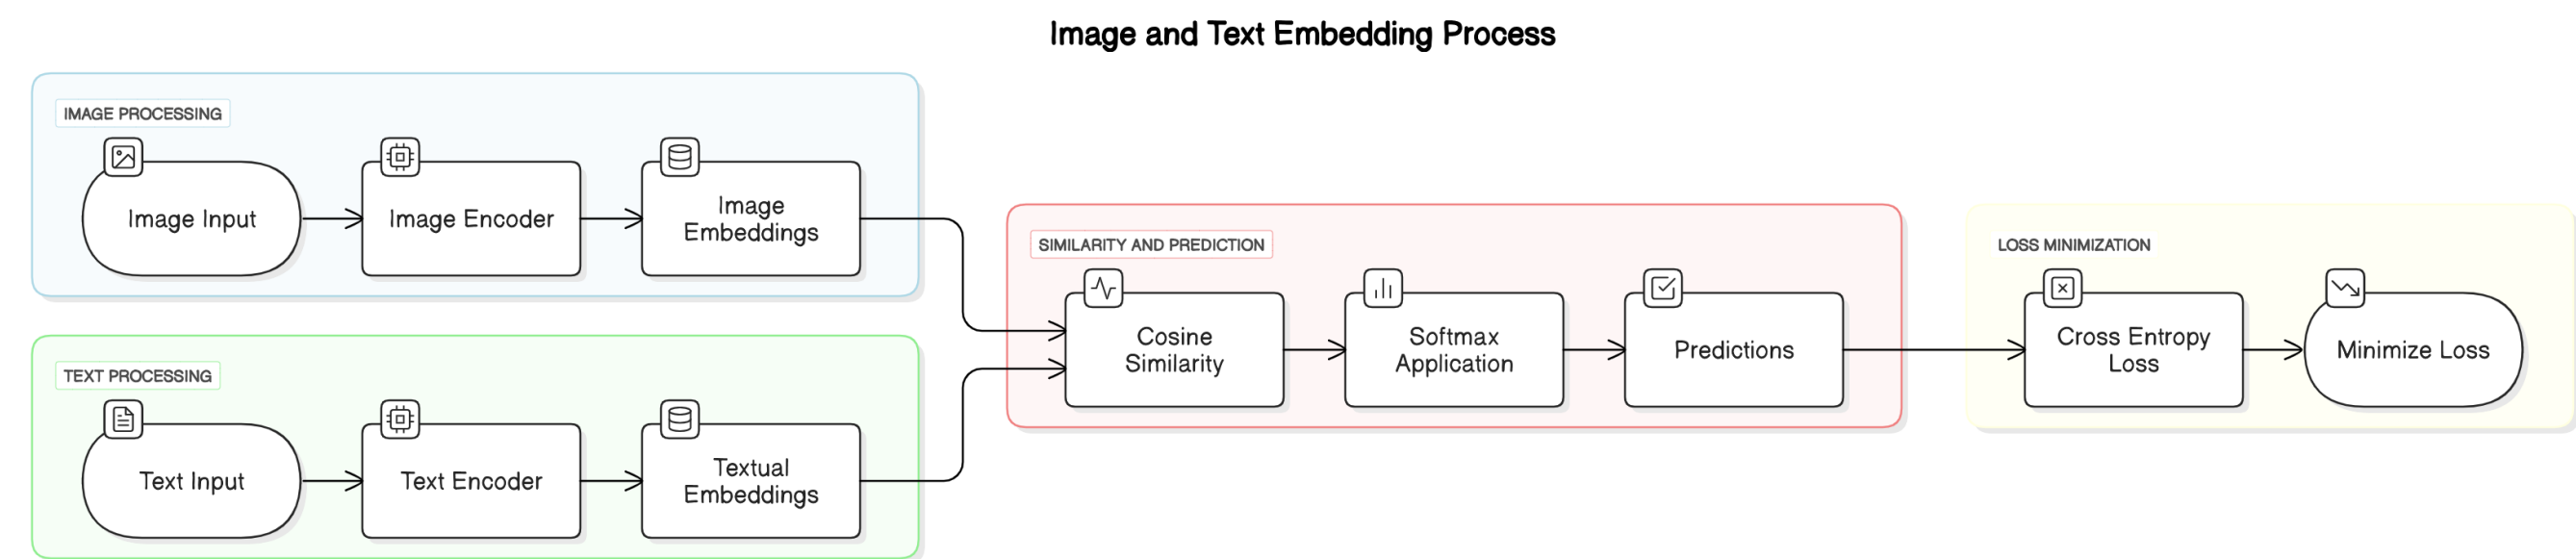 Image and Text Embedding Process
IMAGE PROCESSING
Image Input
Image Encoder
Image
Embeddings
TEXT PROCESSING
Text Input
Text Encoder
Textual
Embeddings
SIMILARITY AND PREDICTION
Cosine
Similarity
Softmax
Application
Predictions
LOSS MINIMIZATION
Cross Entropy
Loss
Minimize Loss